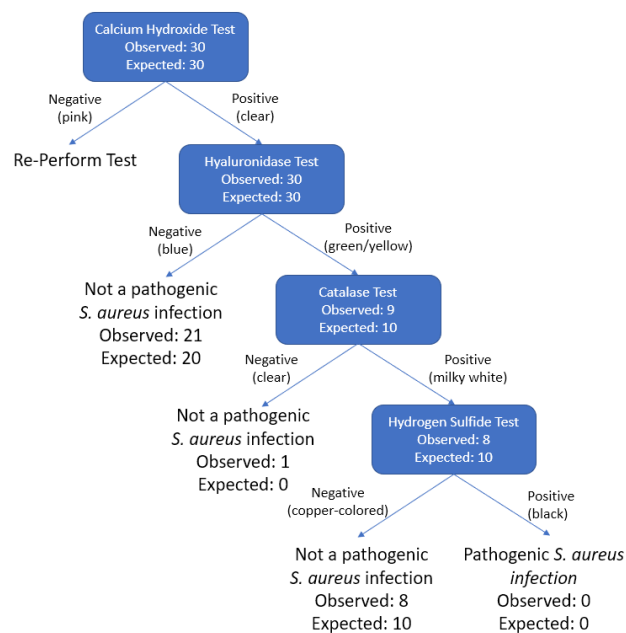 Calcium Hydroxide Test
Observed: 30
Expected: 30
Negative
(pink)
Positive
(clear)
Re-Perform Test
Hyaluronidase Test
Observed: 30
Expected: 30
Negative
(blue)
Positive
(green/yellow)
Not a pathogenic
S. aureus infection
Observed: 21
Expected: 20
Catalase Test
Observed: 9
Expected: 10
Negative
(clear)
Positive
(milky white)
Not a pathogenic
S. aureus infection
Observed: 1
Expected: 0
Hydrogen Sulfide Test
Observed: 8
Expected: 10
Negative
(copper-colored)
Positive
(black)
Not a pathogenic
S. aureus infection
Observed: 8
Expected: 10
Pathogenic S. aureus
infection
Observed: 0
Expected: 0